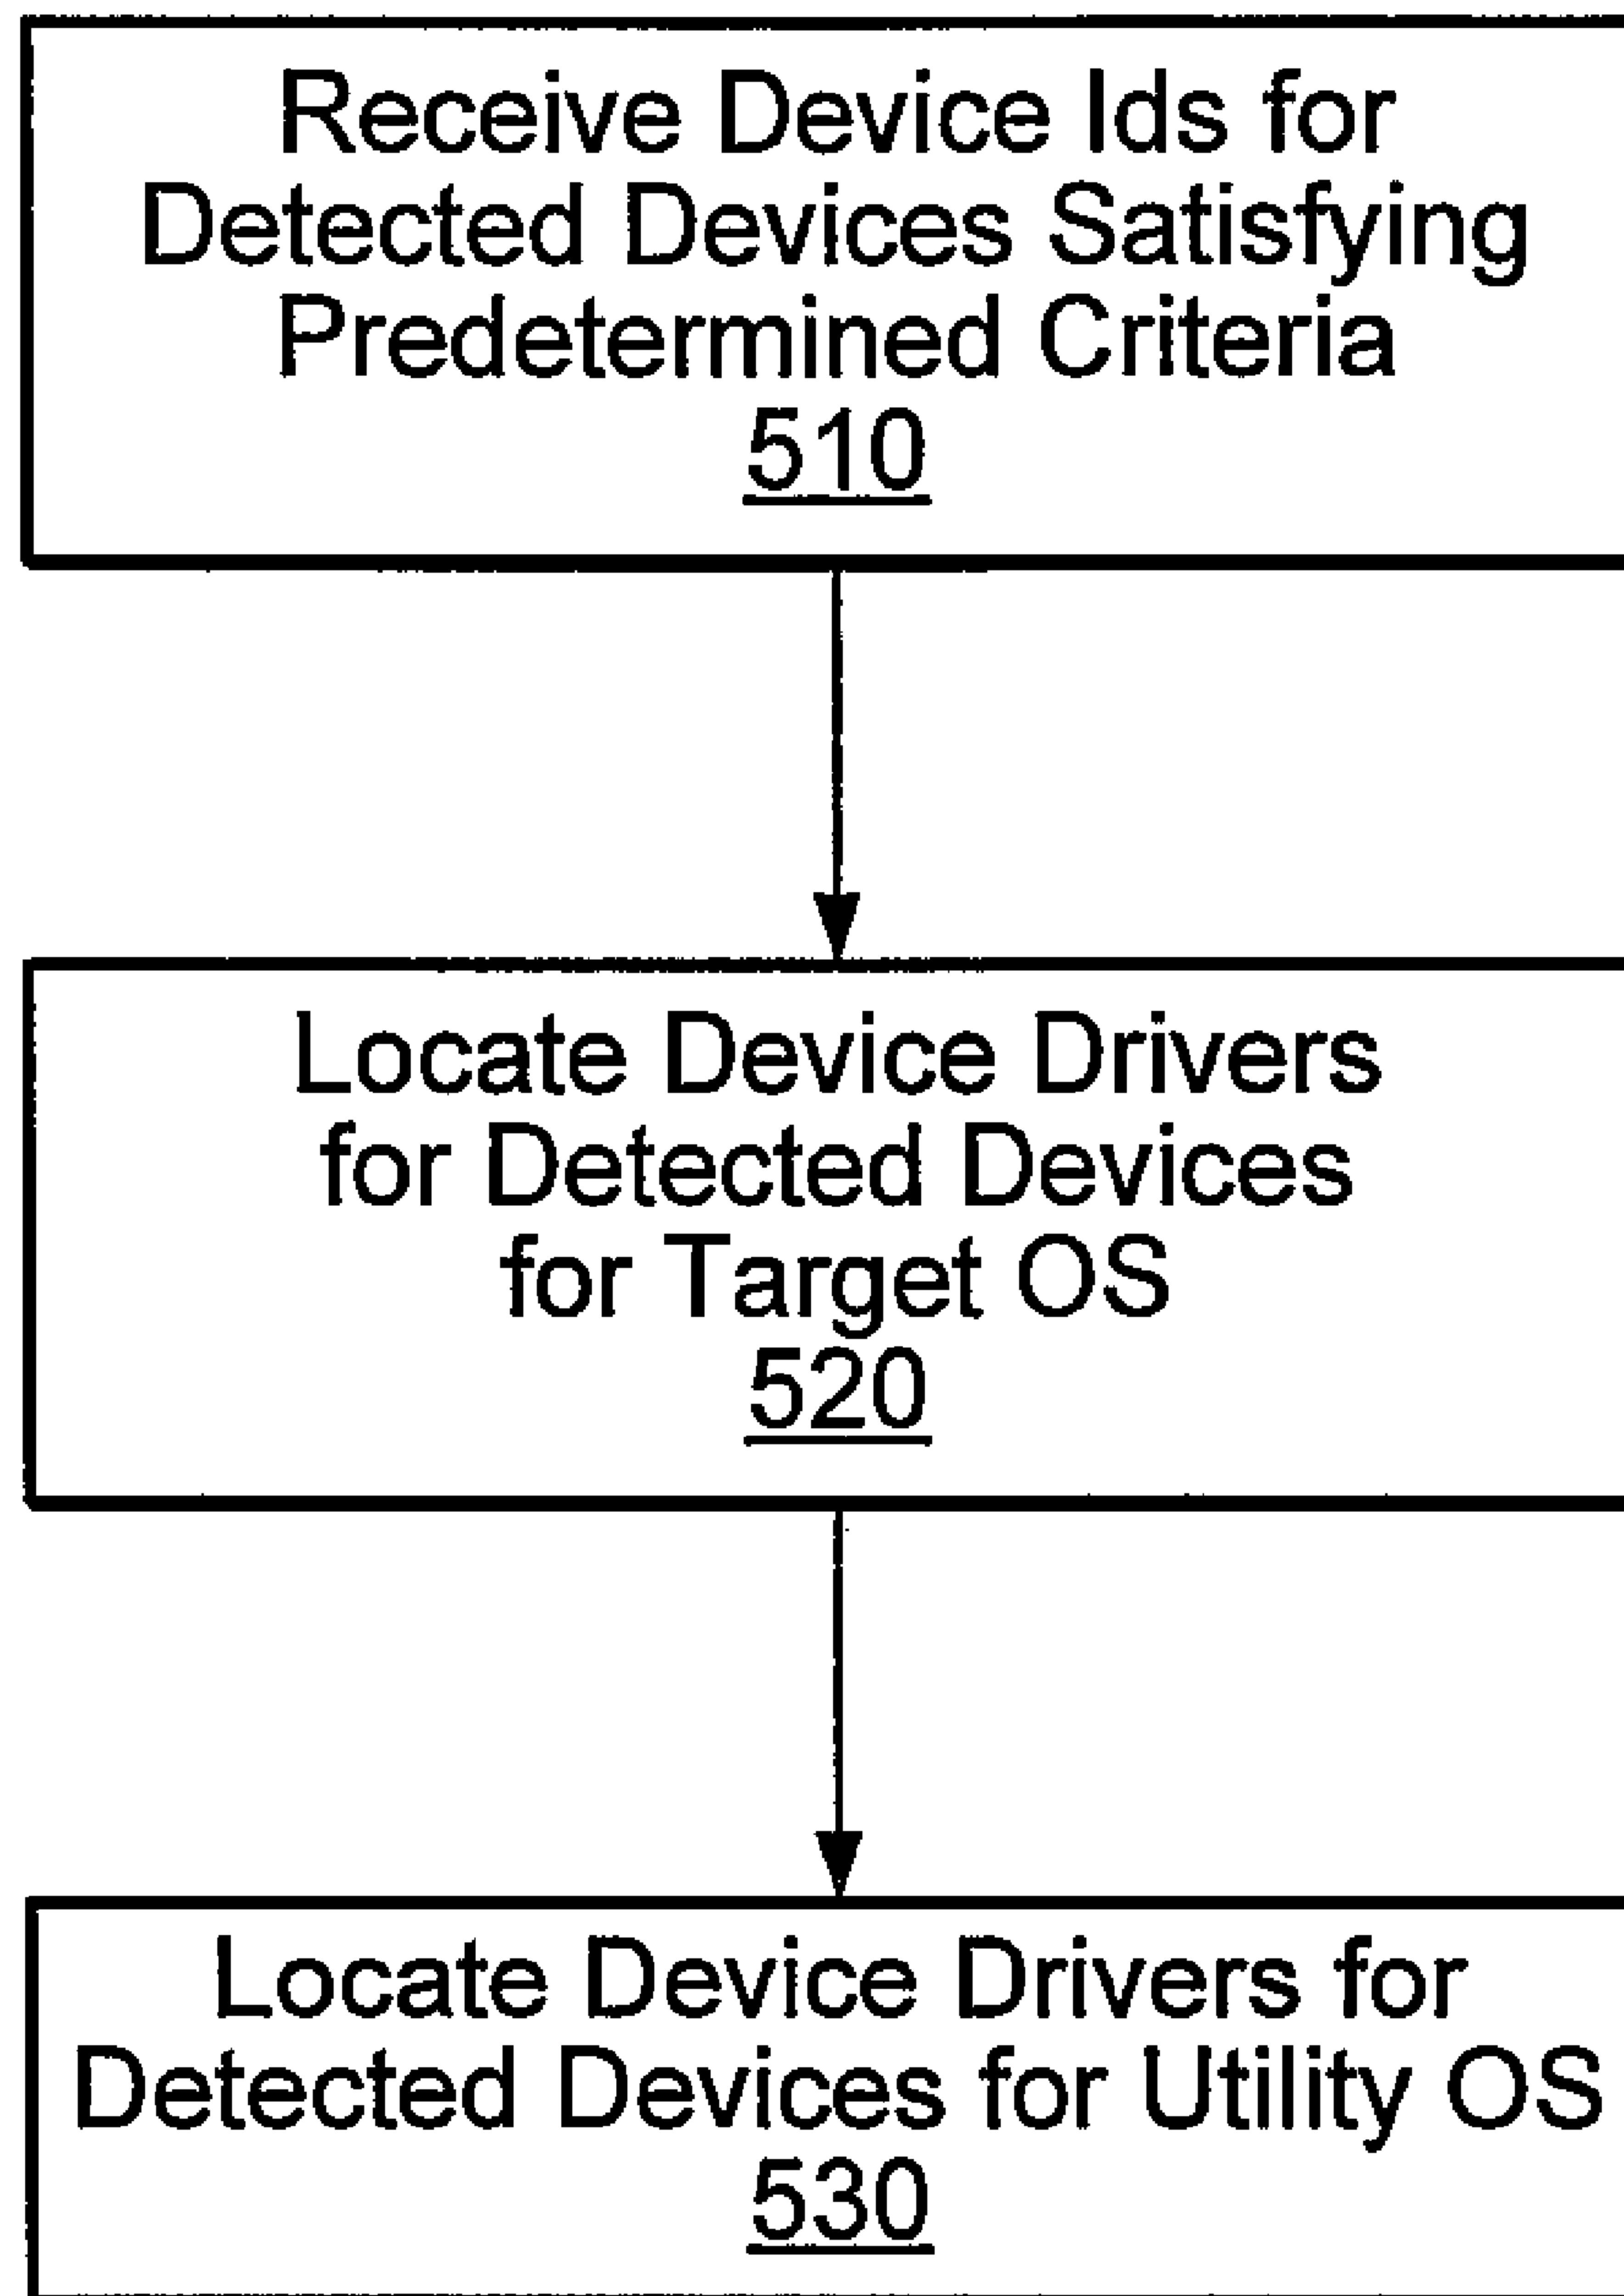 Receive Device Ids for
Detected Devices Satisfying
Predetermined Criteria
510
Locate Device Drivers
for Detected Devices
for Target OS
520
Locate Device Drivers for
Detected Devices for Utility OS
530